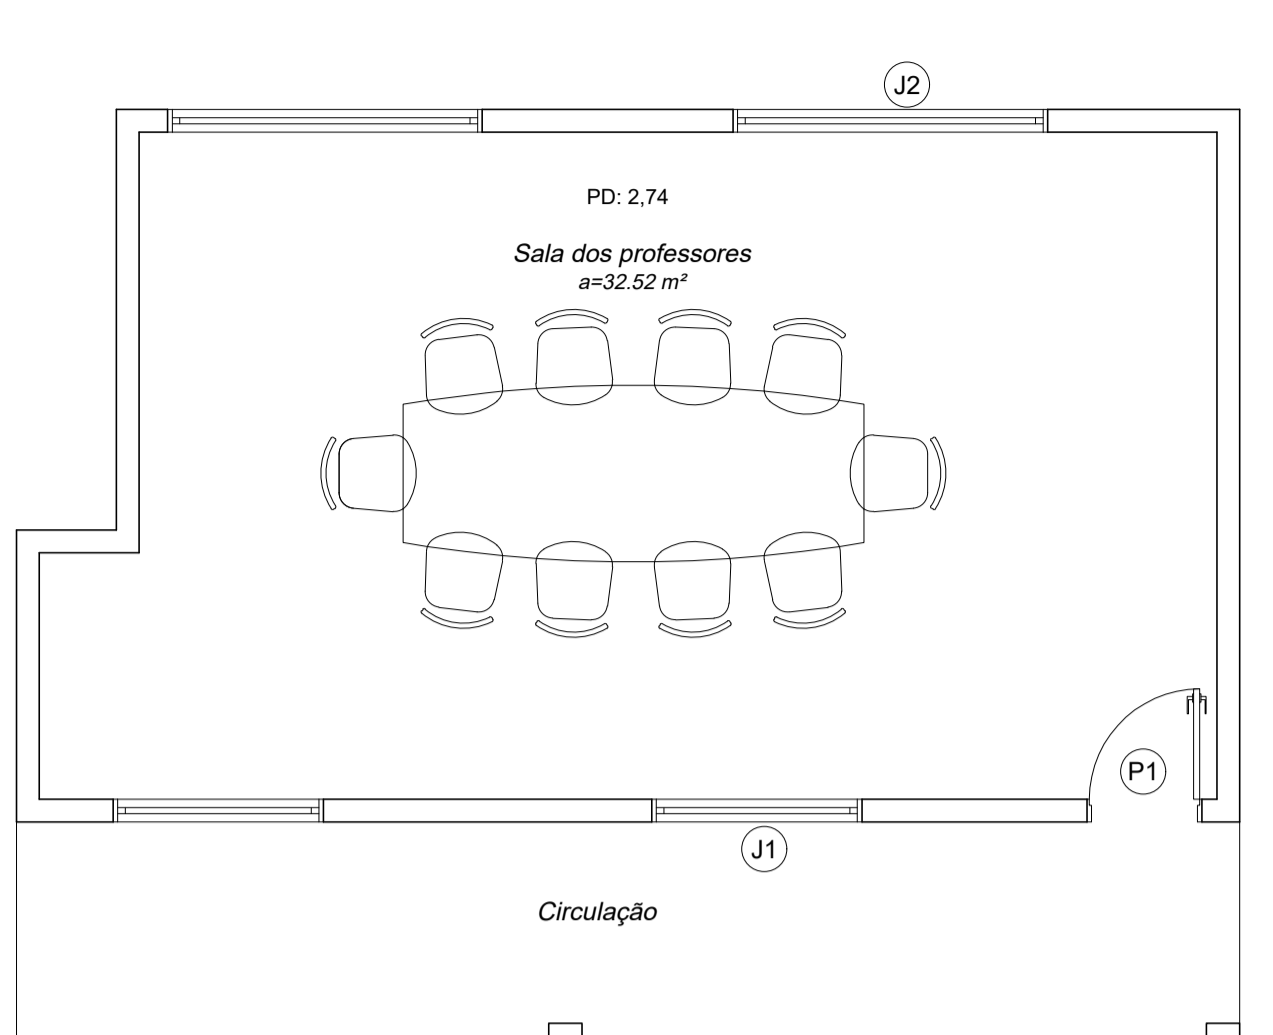 J2
PD: 2,74
Sala dos professores
a=32.52 m²
P1
J1
Circulação